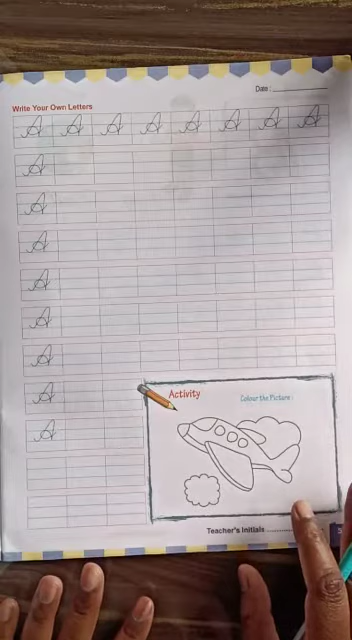 Date :
Write Your Own Letters
A A A A A A A A
A
A
A
A
A
A
A
A
Activity
Colour the Picture :
Teacher's Initials